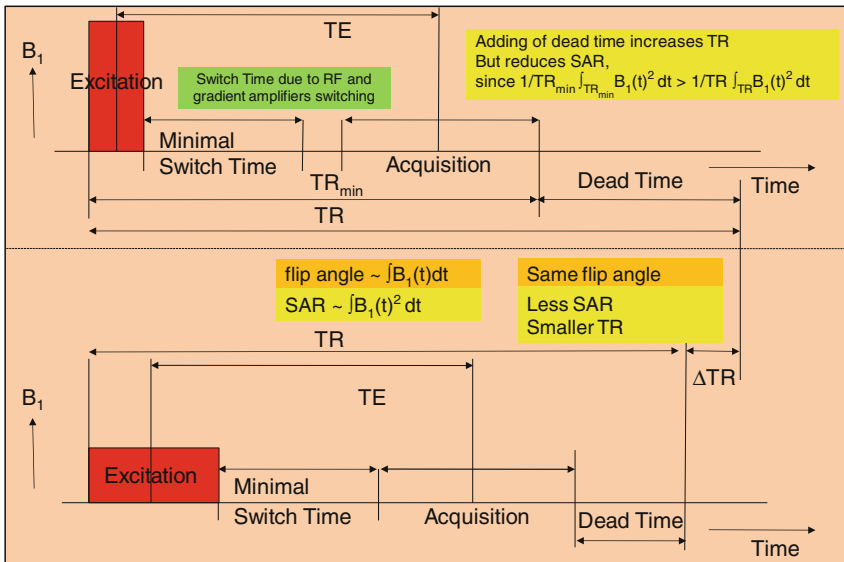 TE
B₁
Excitation
Switch Time due to RF and
gradient amplifiers switching
Adding of dead time increases TR
But reduces SAR,
since 1/TRmin ∫TRmin B₁(t)² dt > 1/TR ∫TR B₁(t)² dt
Minimal
Switch Time
Acquisition
Dead Time
Time
TRmin
TR
flip angle ~ ∫B₁(t)dt
SAR ~ ∫B₁(t)² dt
Same flip angle
Less SAR
Smaller TR
TR
ΔTR
TE
B₁
Excitation
Minimal
Switch Time
Acquisition
Dead Time
Time